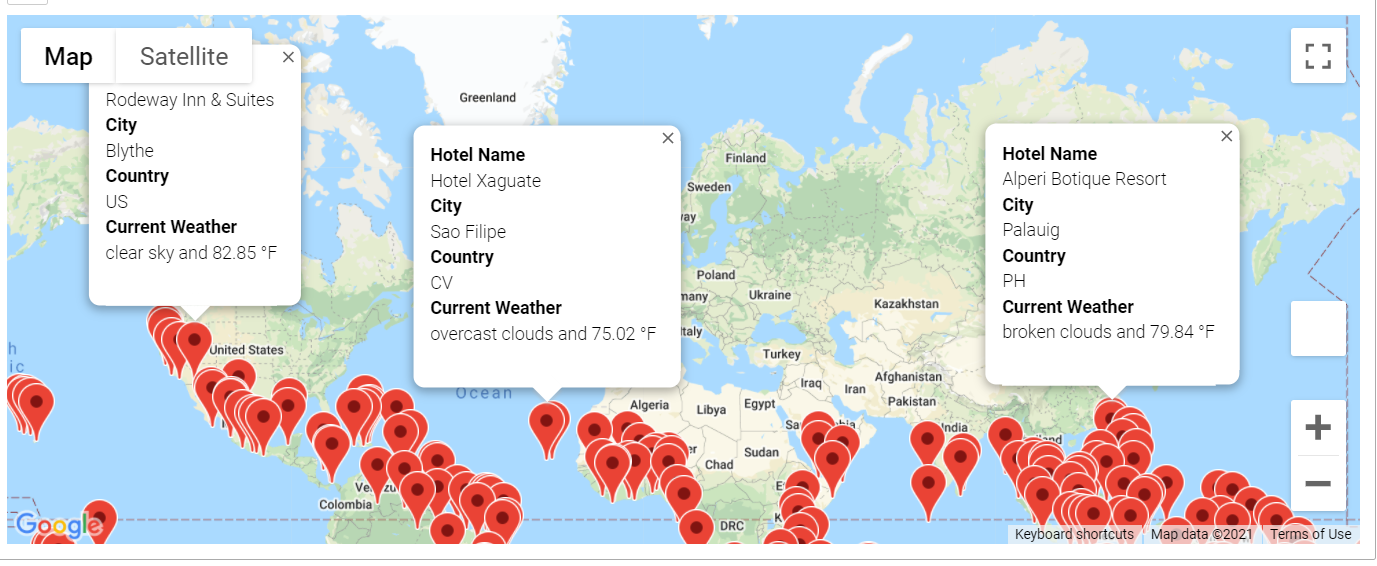 Map
Satellite
Rodeway Inn & Suites
City
Blythe
Country
US
Current Weather
clear sky and 82.85 °F
Greenland
Hotel Name
Hotel Xaguate
City
Sao Filipe
Country
CV
Current Weather
overcast clouds and 75.02 °F
Hotel Name
Alperi Botique Resort
City
Palauig
Country
PH
Current Weather
broken clouds and 79.84 °F
Finland
Sweden
way
Poland
many
Ukraine
Kazakhstan
Italy
Turkey
United States
Ocean
Iraq
Iran
Afghanistan
Pakistan
Algeria
Libya
Egypt
India
Sudan
Chad
Colombia
DRC
Google
Keyboard shortcuts
Map data ©2021
Terms of Use